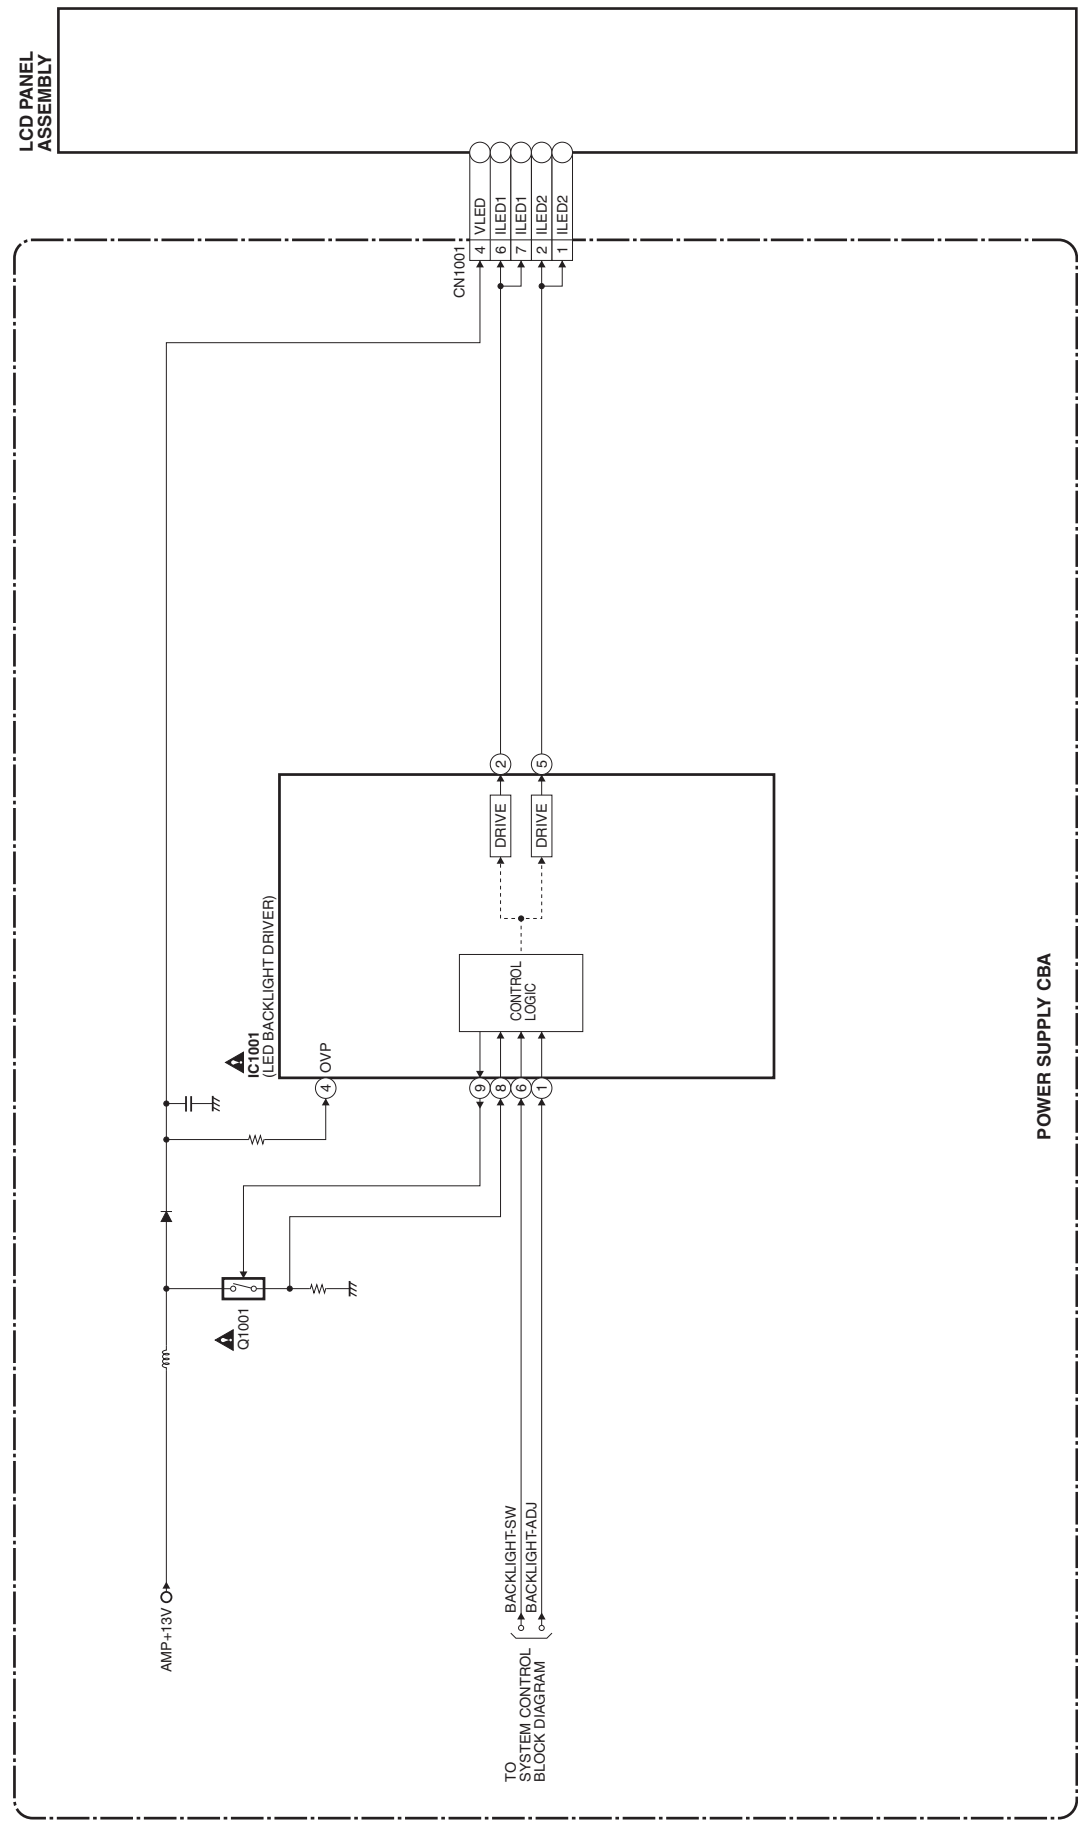 LCD PANEL
ASSEMBLY
CN1001
4 VLED
6 ILED1
7 ILED1
2 ILED2
1 ILED2
IC1001
(LED BACKLIGHT DRIVER)
4 OVP
DRIVE
2
DRIVE
5
CONTROL
LOGIC
9
8
6
1
Q1001
AMP+13V
BACKLIGHT-SW
BACKLIGHT-ADJ
TO
SYSTEM CONTROL
BLOCK DIAGRAM
POWER SUPPLY CBA